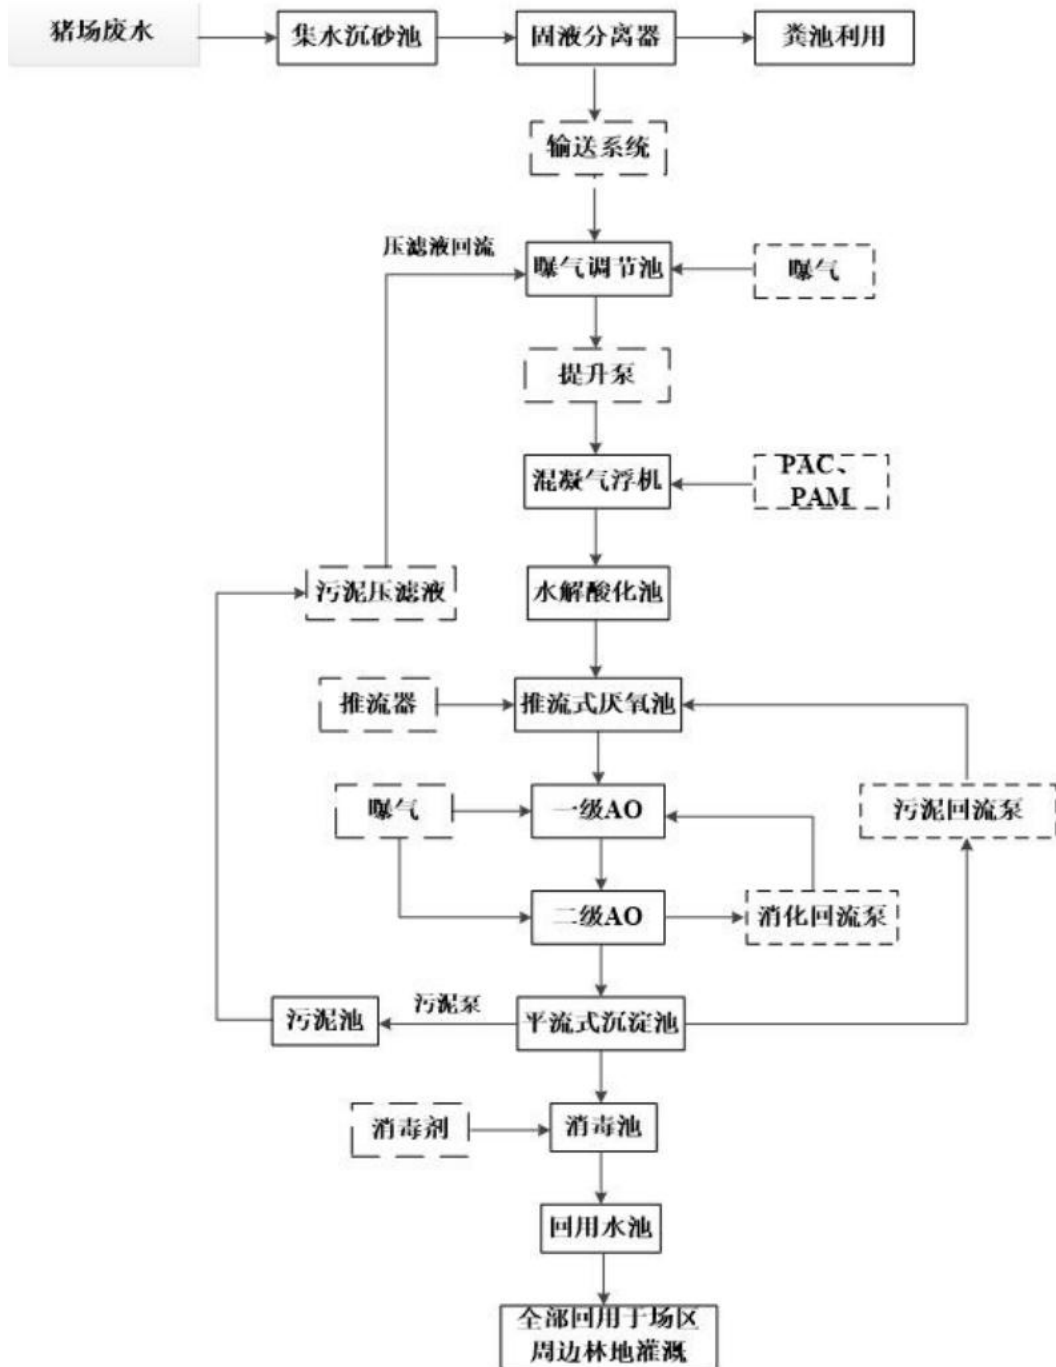 猪场废水
集水沉砂池
固液分离器
粪池利用
输送系统
压滤液回流
曝气调节池
曝气
提升泵
混凝气浮机
PAC、
PAM
污泥压滤液
水解酸化池
推流器
推流式厌氧池
曝气
一级AO
污泥回流泵
二级AO
消化回流泵
污泥池
污泥泵
平流式沉淀池
消毒剂
消毒池
回用水池
全部回用于场区
周边林地灌溉